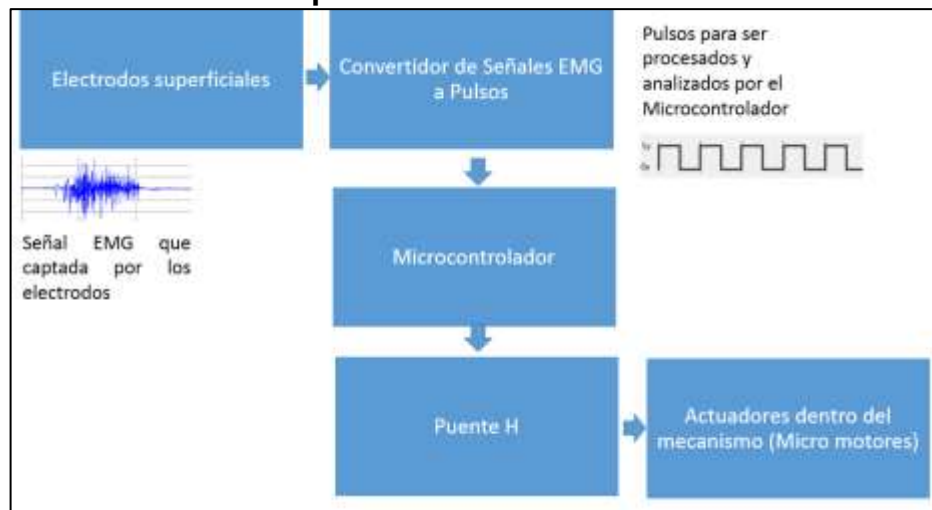 Electrodos superficiales
Convertidor de Señales EMG
a Pulsos
Pulsos para ser
procesados y
analizados por el
Microcontrolador
Señal EMG que
captada por los
electrodos
Microcontrolador
Puente H
Actuadores dentro del
mecanismo (Micro motores)